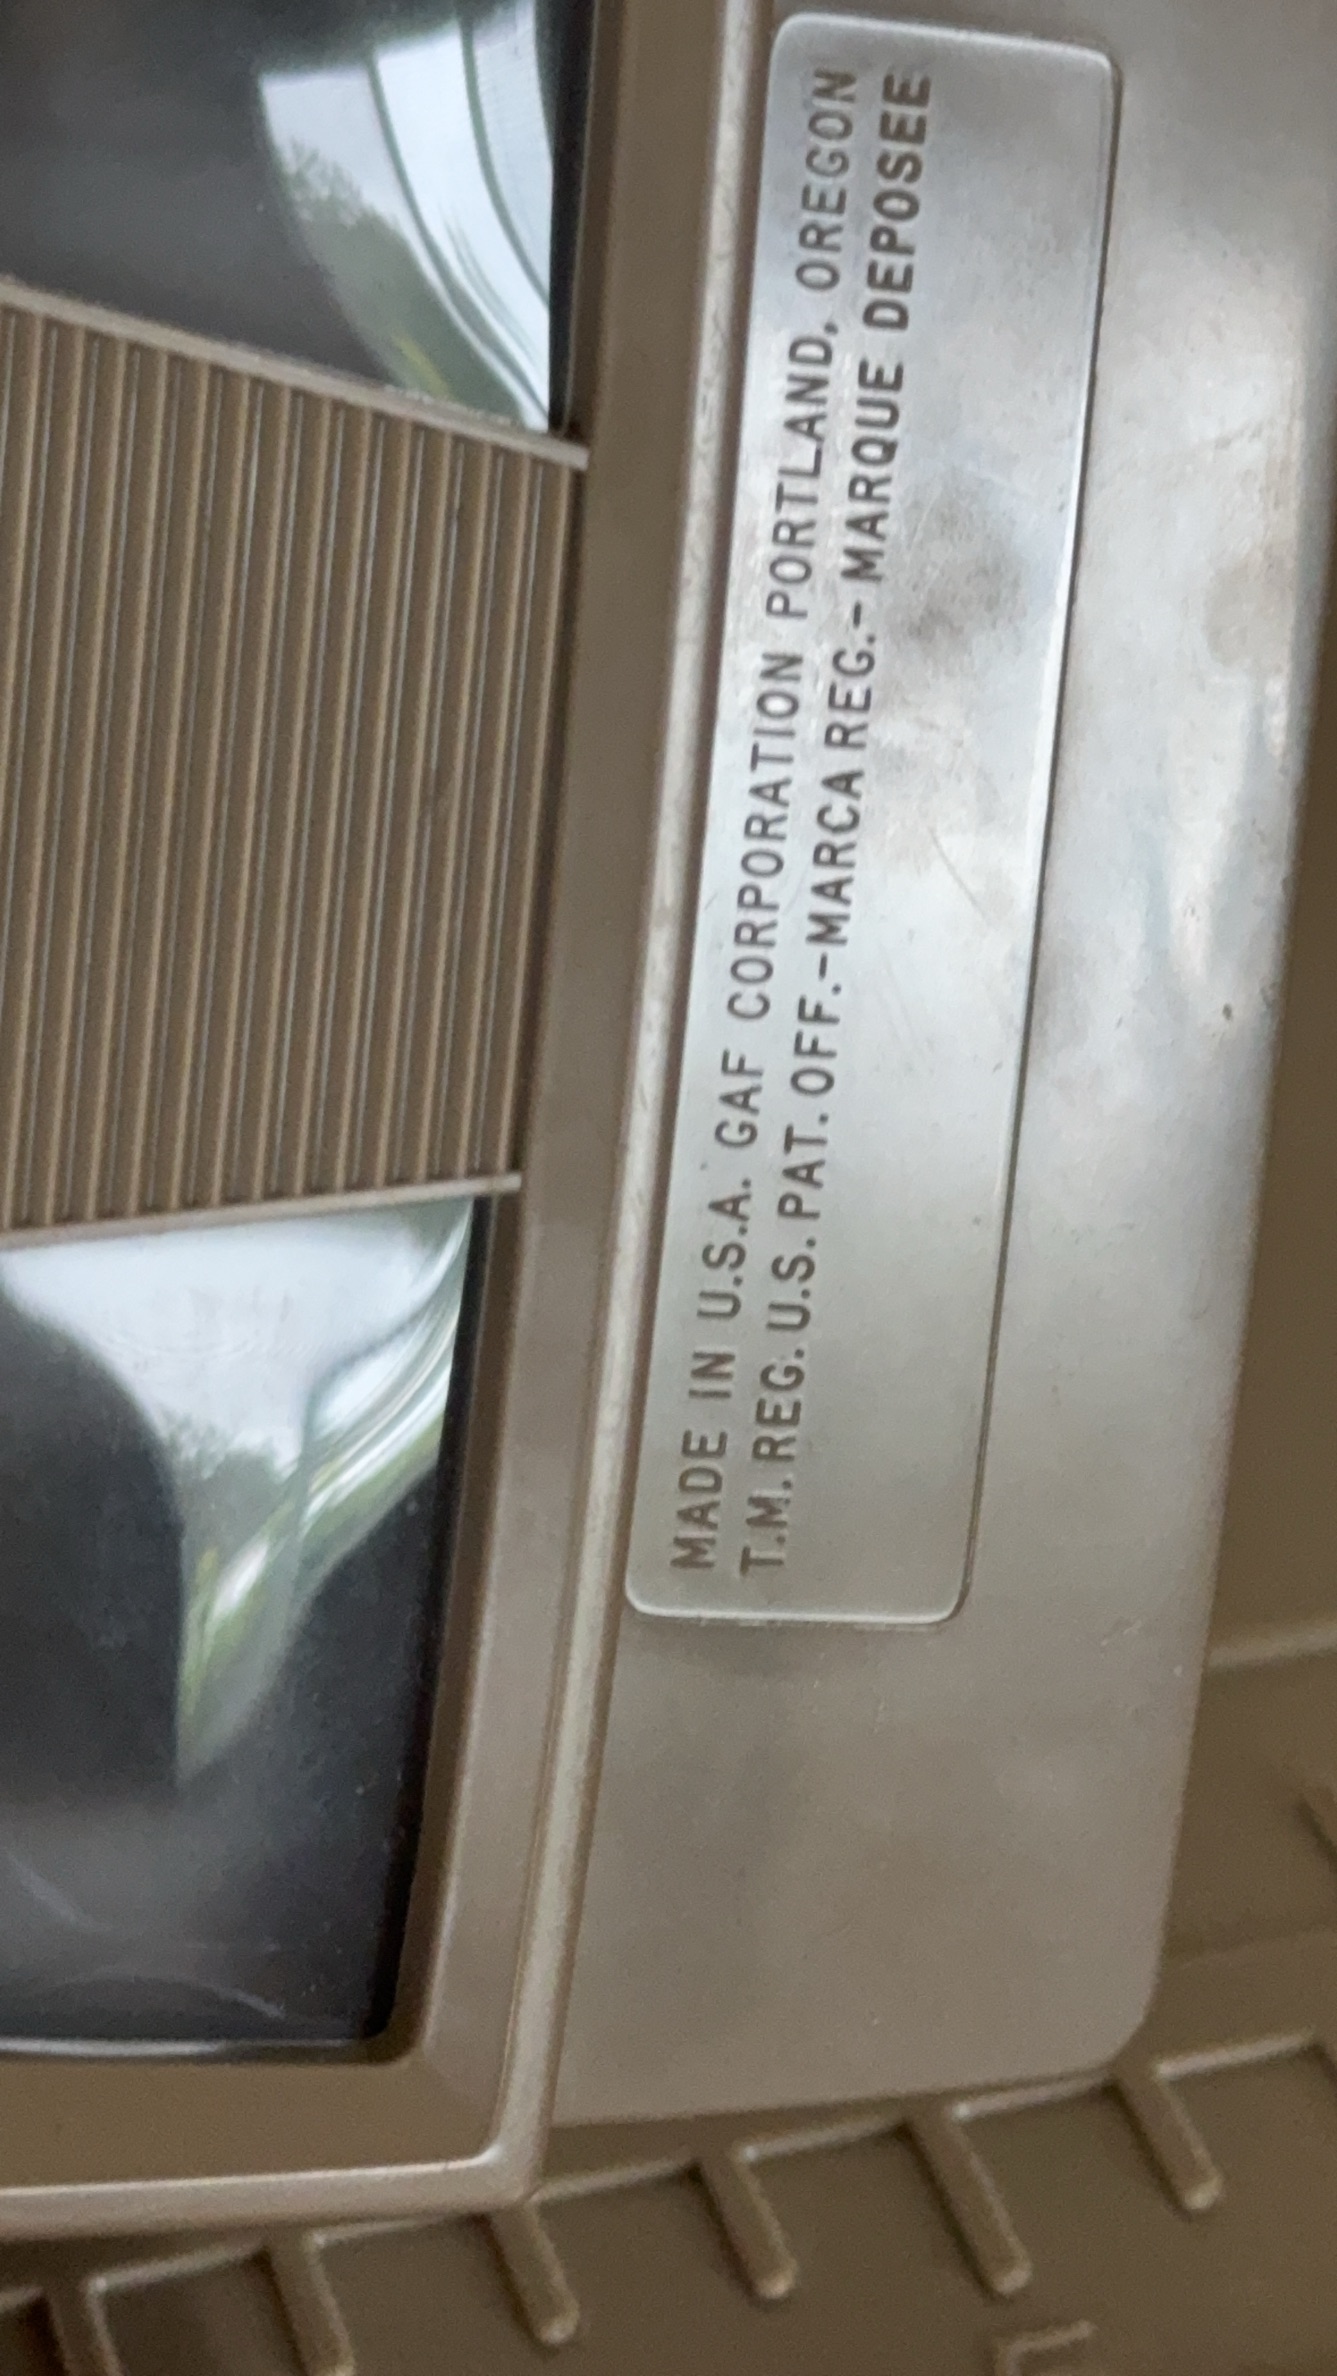 MADE IN U.S.A. GAF CORPORATION PORTLAND, OREGON
T.M. REG. U.S. PAT. OFF.-MARCA REG.- MARQUE DEPOSEE